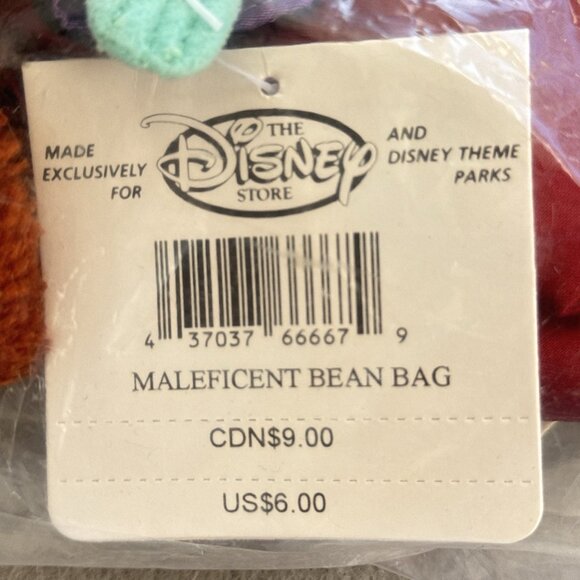 MADE EXCLUSIVELY FOR
THE
Disney
STORE
AND DISNEY THEME PARKS
4 37037 66667 9
MALEFICENT BEAN BAG
CDN$9.00
US$6.00